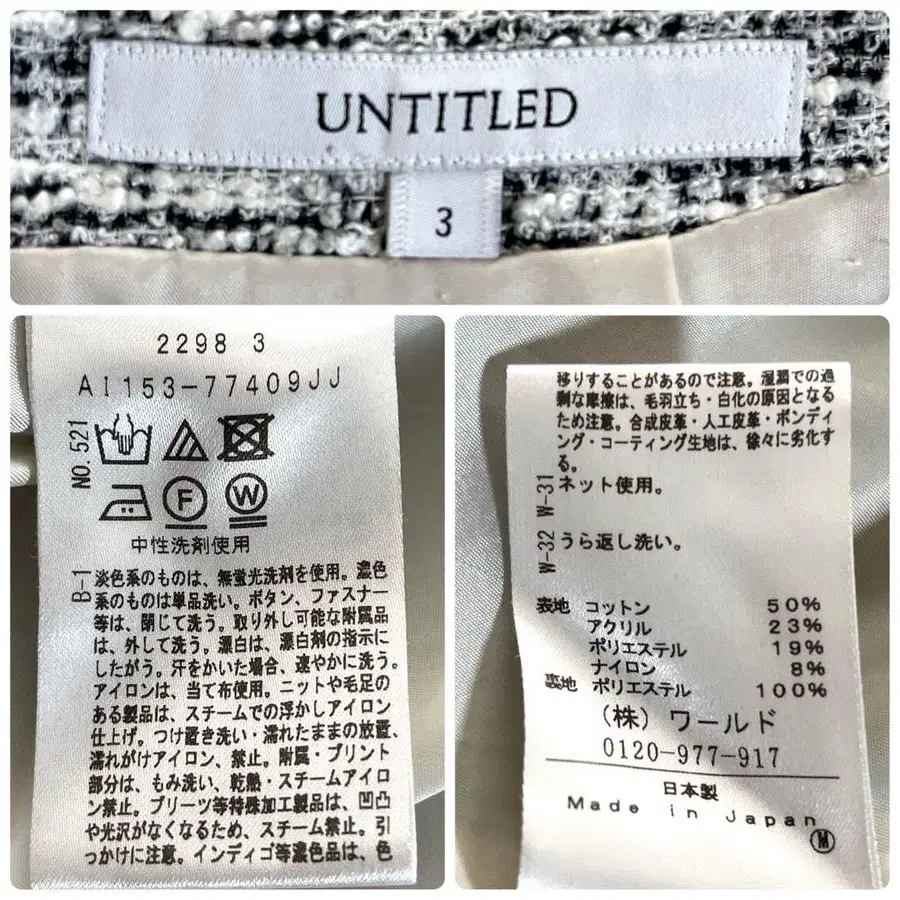 UNTITLED
3
2298 3
AI153-77409JJ
NO.521
F
W
中性洗剤使用
B-1
淡色系のものは、無蛍光洗剤を使用。濃色
系のものは単品洗い。ボタン、ファスナー
等は、閉じて洗う。取り外し可能な附属品
は、外して洗う。漂白は、漂白剤の指示に
したがう。汗をかいた場合、速やかに洗う。
アイロンは、当て布使用。ニットや毛足の
ある製品は、スチームでの浮かしアイロン
仕上げ。つけ置き洗い・濡れたままの放置、
濡れがけアイロン、禁止。附属・プリント
部分は、もみ洗い、乾熱・スチームアイロ
ン禁止。プリーツ等特殊加工製品は、凹凸
や光沢がなくなるため、スチーム禁止。引
っかけに注意。インディゴ等濃色品は、色
移りすることがあるので注意。湿潤での過
剰な摩擦は、毛羽立ち・白化の原因となる
ため注意。合成皮革・人工皮革・ボンディ
ング・コーティング生地は、徐々に劣化す
る。
W-31 ネット使用。
W-32 うら返し洗い。
表地 コットン 50%
アクリル 23%
ポリエステル 19%
ナイロン 8%
裏地 ポリエステル 100%
(株) ワールド
0120-977-917
日本製
Made in Japan